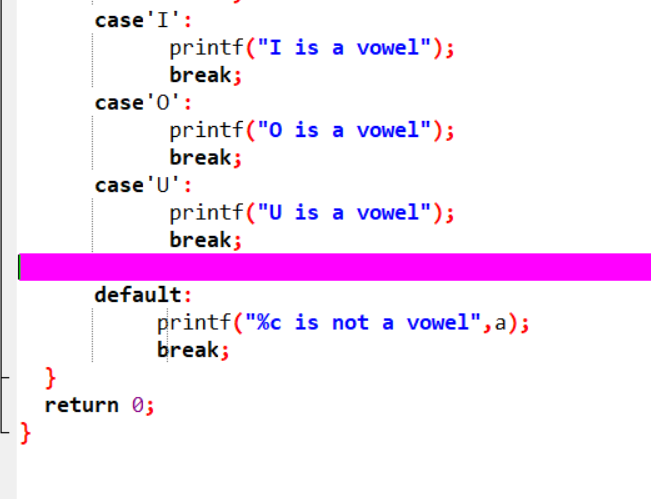 case'I':
printf("I is a vowel");
break;
case'O':
printf("O is a vowel");
break;
case'U':
printf("U is a vowel");
break;
default:
printf("%c is not a vowel",a);
break;
}
return 0;
}